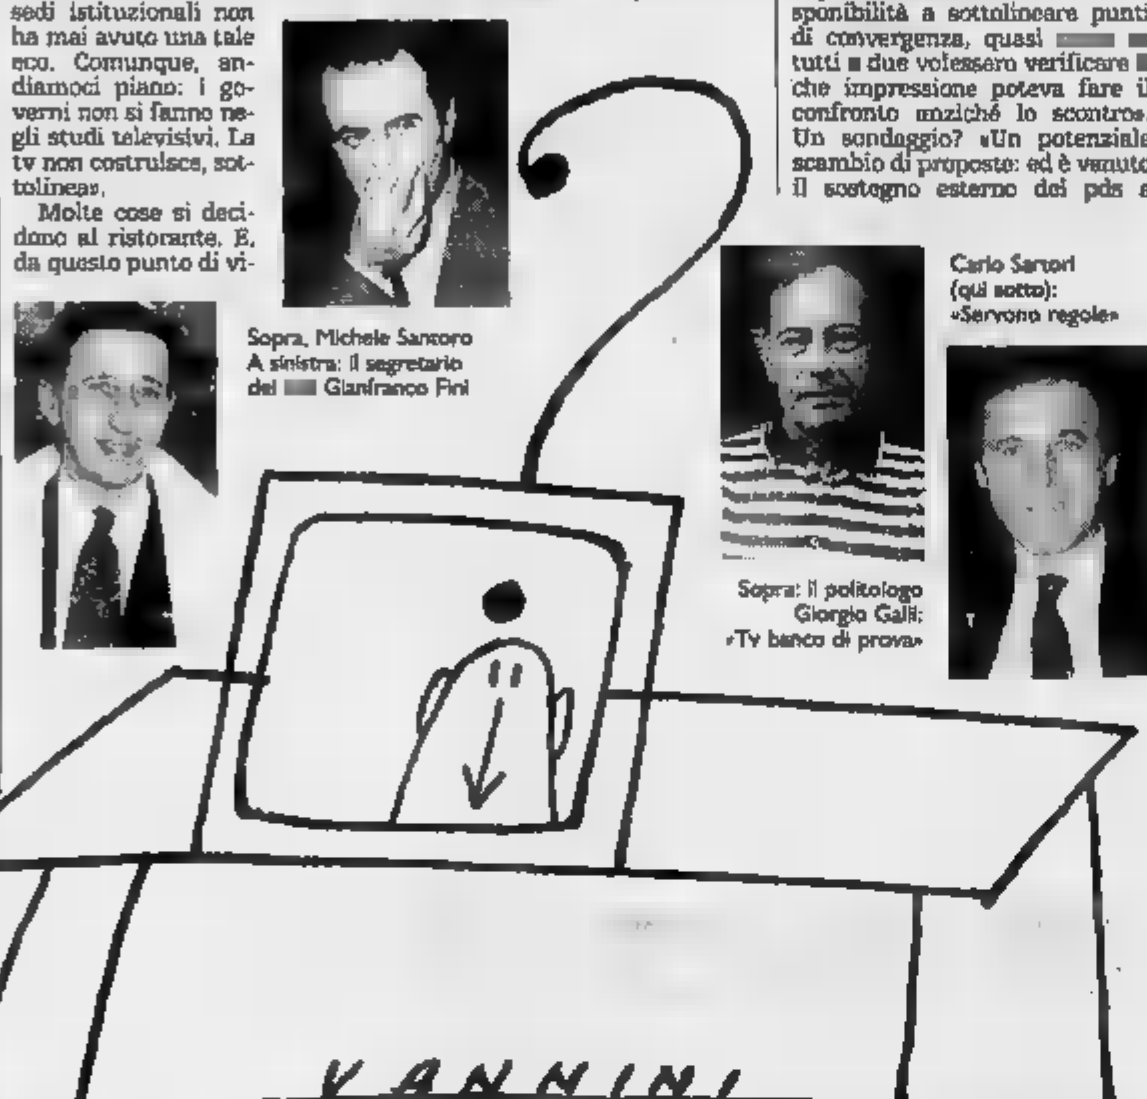 sedi istituzionali non
ha mai avuto una tale
eco. Comunque, an-
diamoci piano: i go-
verni non si fanno ne-
gli studi televisivi. La
tv non costruisce, sot-
tolinea».
Molte cose si deci-
dono al ristorante. E,
da questo punto di vi-
Sopra, Michele Santoro
A sinistra: il segretario
del Gianfranco Fini
sponibilità a sottolineare punti
di convergenza, quasi
tutti e due volessero verificare
che impressione poteva fare il
confronto anziché lo scontro».
Un sondaggio? «Un potenziale
scambio di proposte: ed è venuto
il sostegno esterno del pds e
Carlo Sartori
(qui sotto):
«Servono regole»
Sopra: il politologo
Giorgio Galli:
«Tv banco di prova»
VANNINI